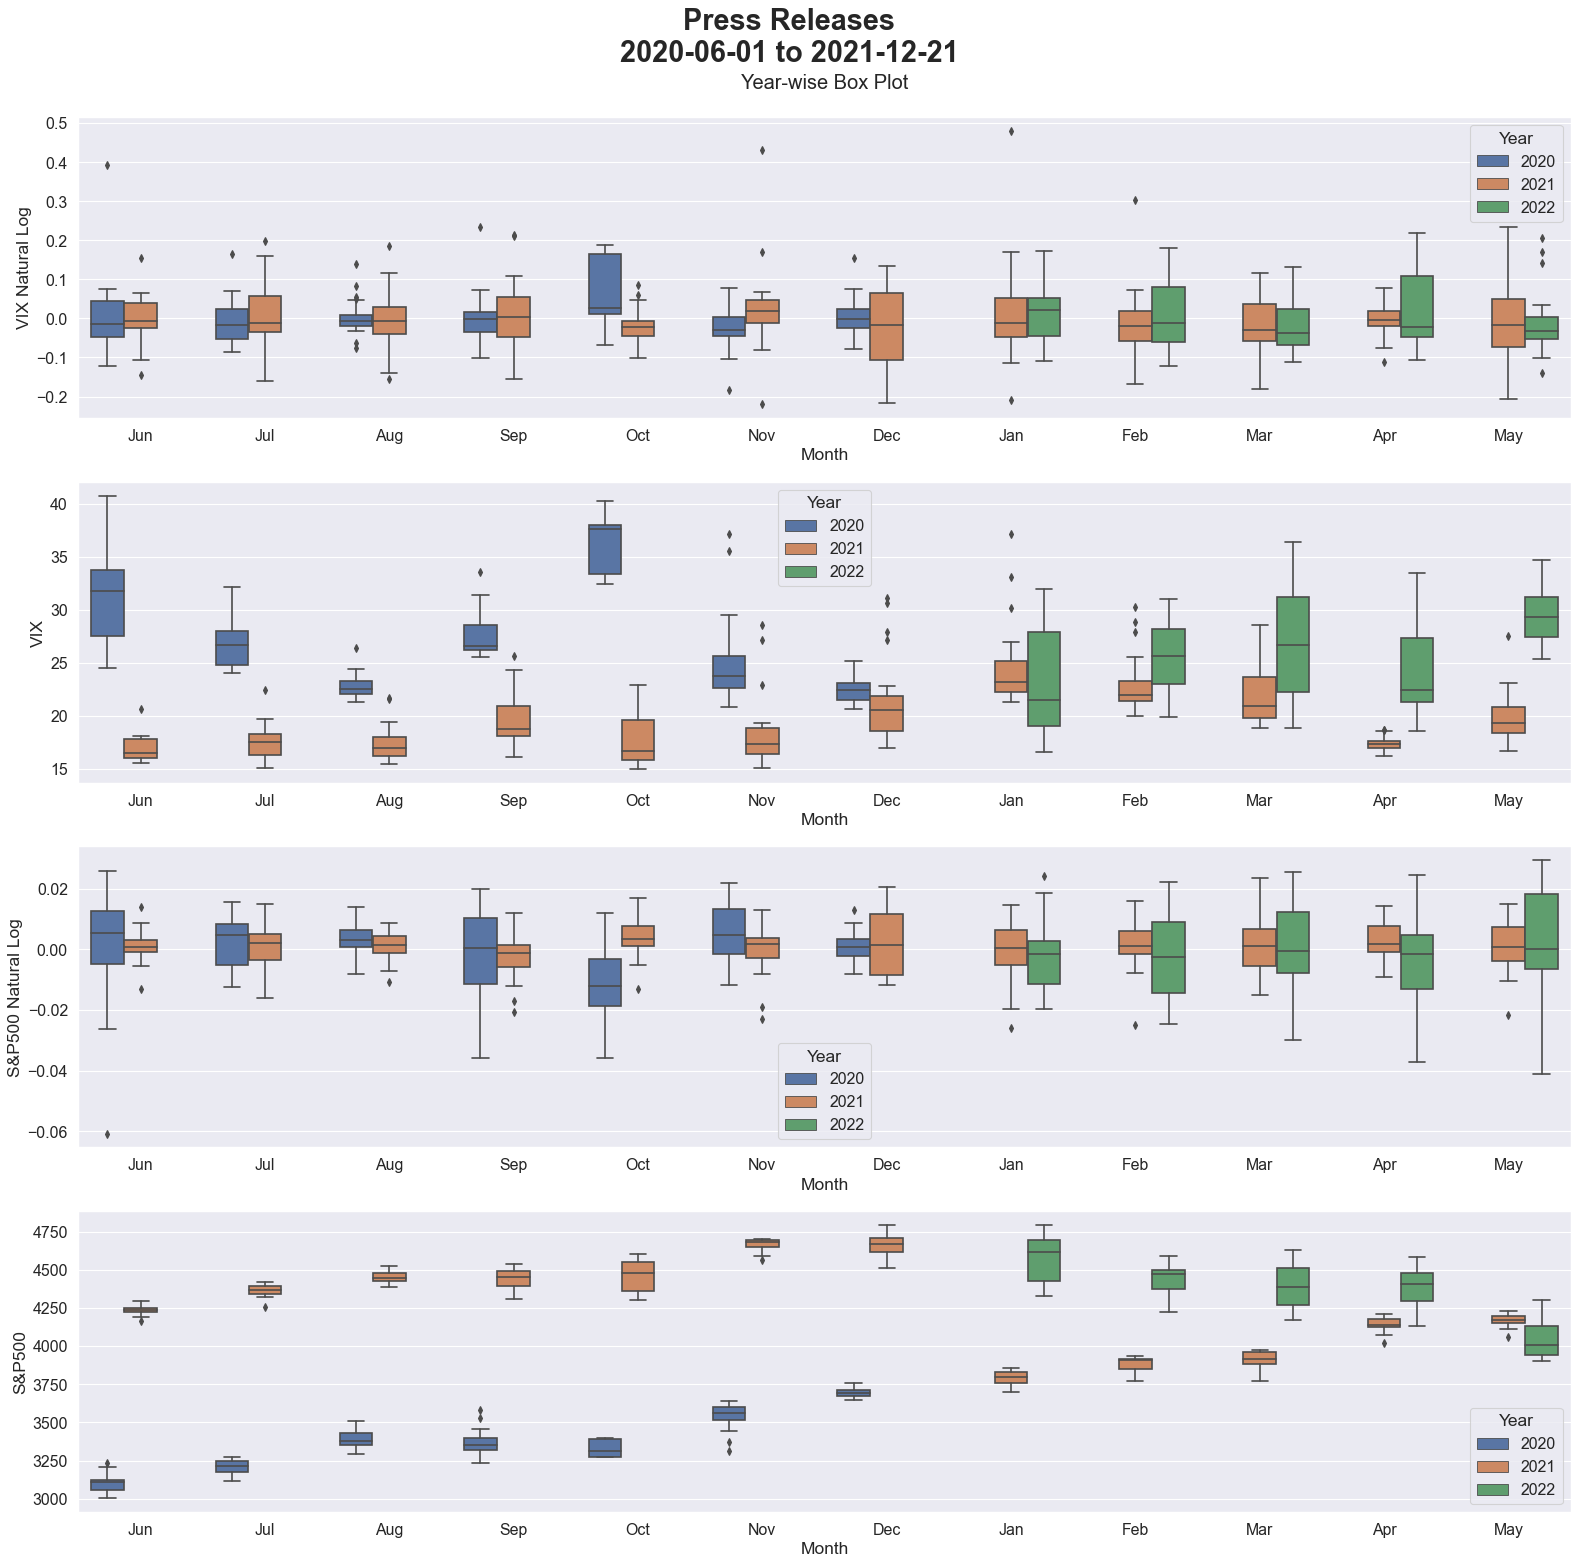 Press Releases
2020-06-01 to 2021-12-21
Year-wise Box Plot
0.5
0.4
0.3
0.2
0.1
0.0
−0.1
−0.2
VIX Natural Log
Year
2020
2021
2022
Jun Jul Aug Sep Oct Nov Dec Jan Feb Mar Apr May
Month
40
35
30
25
20
15
VIX
Year
2020
2021
2022
Jun Jul Aug Sep Oct Nov Dec Jan Feb Mar Apr May
Month
0.02
0.00
−0.02
−0.04
−0.06
S&P500 Natural Log
Year
2020
2021
2022
Jun Jul Aug Sep Oct Nov Dec Jan Feb Mar Apr May
Month
4750
4500
4250
4000
3750
3500
3250
3000
S&P500
Year
2020
2021
2022
Jun Jul Aug Sep Oct Nov Dec Jan Feb Mar Apr May
Month